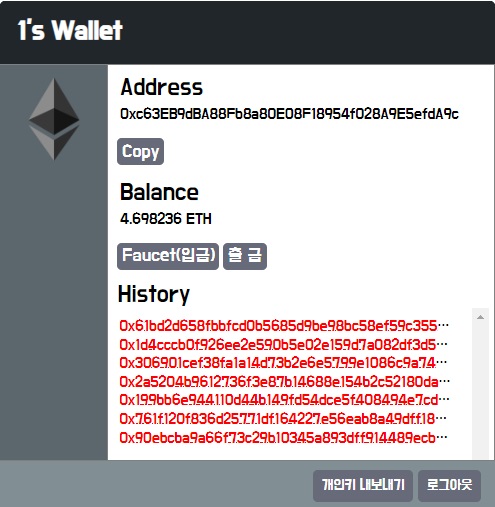 1's Wallet
Address
0xc63EB9dBA88Fb8a80E08F18954f028A9E5efdA9c
Copy
Balance
4.698236 ETH
Faucet(입금) 출 금
History
0x61bd2d658fbbfcd0b5685d9be98bc58ef59c355…
0x1d4cccb0f926ee2e590b5e02e159d7a082df3d5…
0x306901cef38fa1a14d73b2e6e5799e1086c9a74…
0x2a5204b9612736f3e87b14688e154b2c52180da…
0x199bb6e944110d44b149fd54dce5f408494e7cd…
0x761f120f836d25771df164227e56eab8a49dff18…
0x90ebcba9a66f73c29b10345a893dff914489ecb…
개인키 내보내기 로그아웃